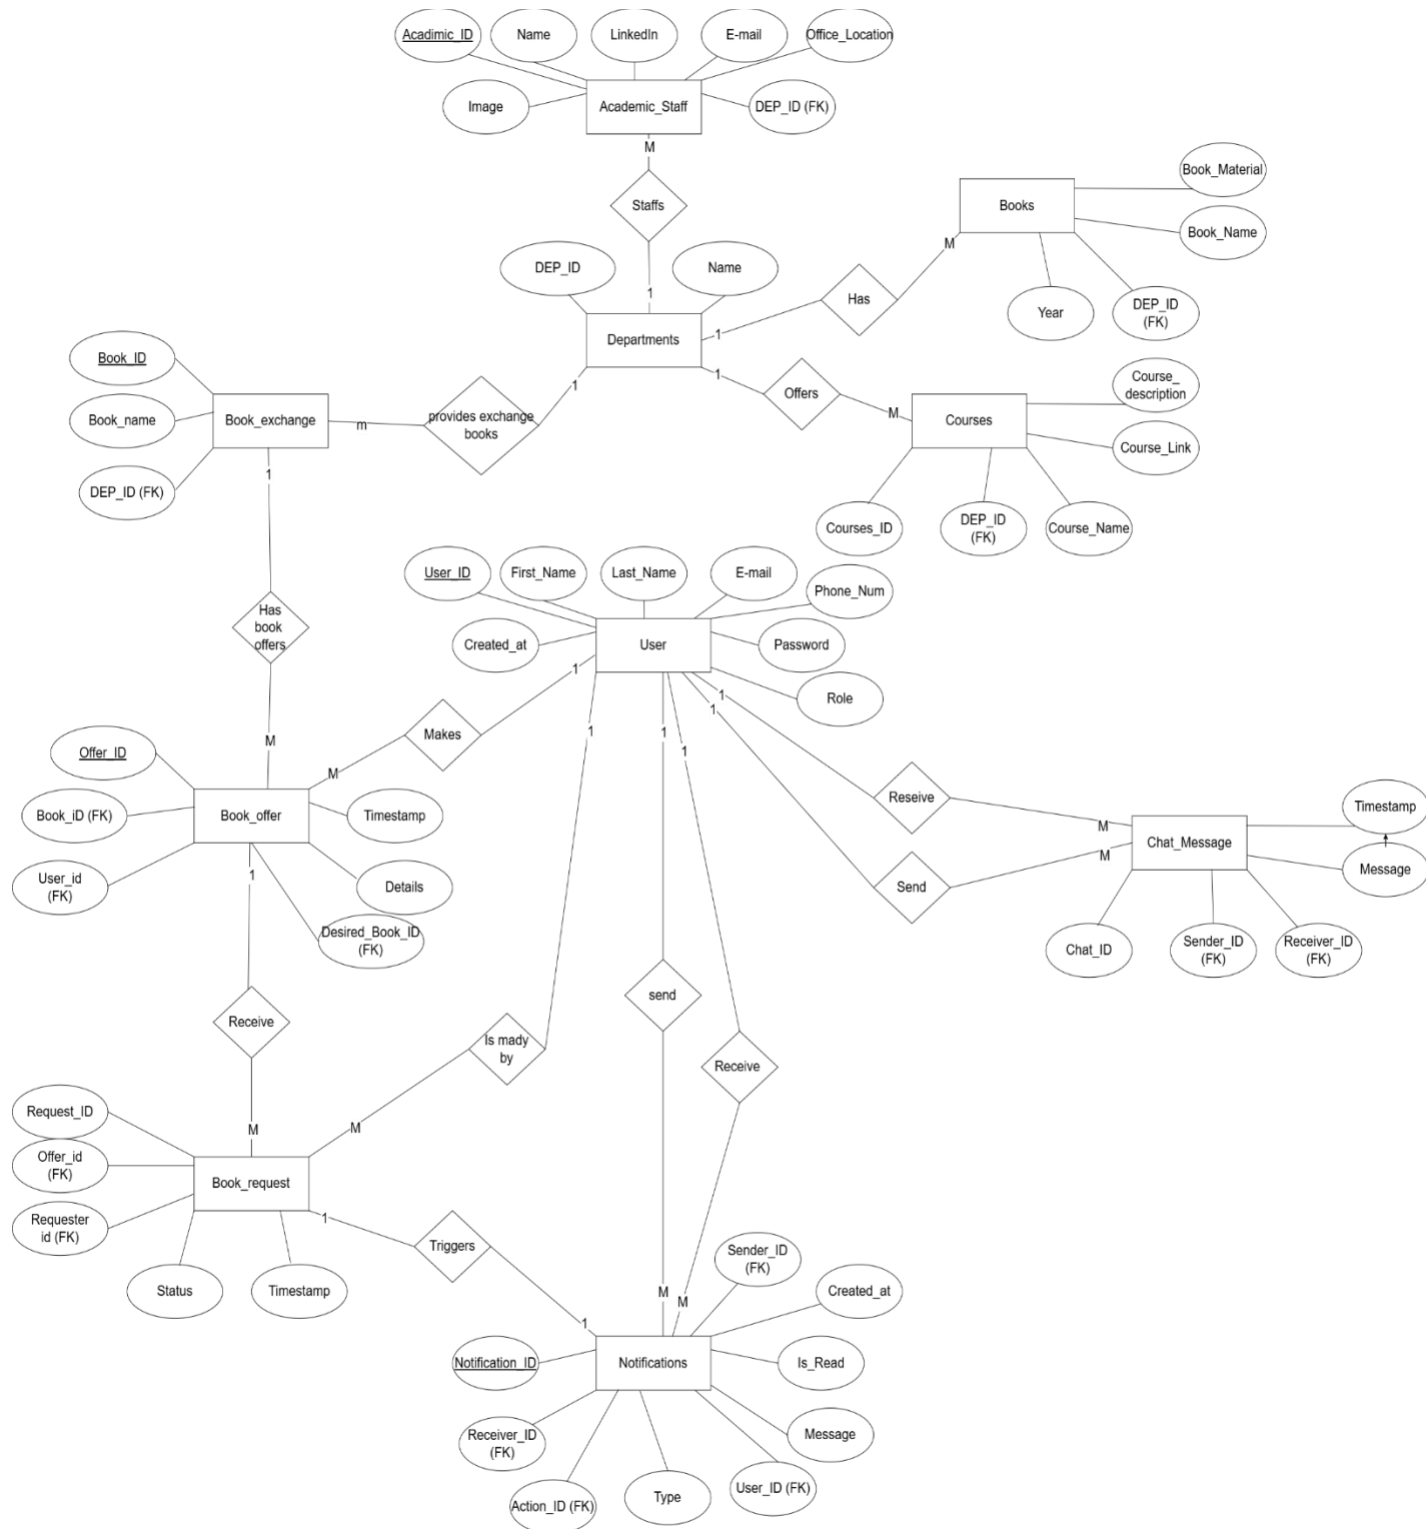 Acadimic_ID
Name
LinkedIn
E-mail
Office_Location
Image
Academic_Staff
DEP_ID (FK)
M
Staffs
1
DEP_ID
Name
Departments
Book_Material
Books
Book_Name
M
Has
1
Year
DEP_ID
(FK)
Book_ID
Book_name
Book_exchange
DEP_ID (FK)
m
provides exchange
books
1
1
Offers
M
Course_
description
Courses
Course_Link
Courses_ID
DEP_ID
(FK)
Course_Name
1
Has
book
offers
M
User_ID
First_Name
Last_Name
E-mail
Phone_Num
Created_at
User
Password
Role
1
Makes
M
1
1
1
1
1
Offer_ID
Book_iD (FK)
Book_offer
Timestamp
User_id
(FK)
Details
Desired_Book_ID
(FK)
Reseive
M
Send
M
Chat_Message
Timestamp
Message
Chat_ID
Sender_ID
(FK)
Receiver_ID
(FK)
1
Receive
M
Is mady
by
M
send
Receive
Request_ID
Offer_id
(FK)
Book_request
Requester
id (FK)
Status
Timestamp
1
Triggers
1
M
M
Sender_ID
(FK)
Created_at
Notification_ID
Notifications
Is_Read
Receiver_ID
(FK)
Message
Action_ID (FK)
Type
User_ID (FK)